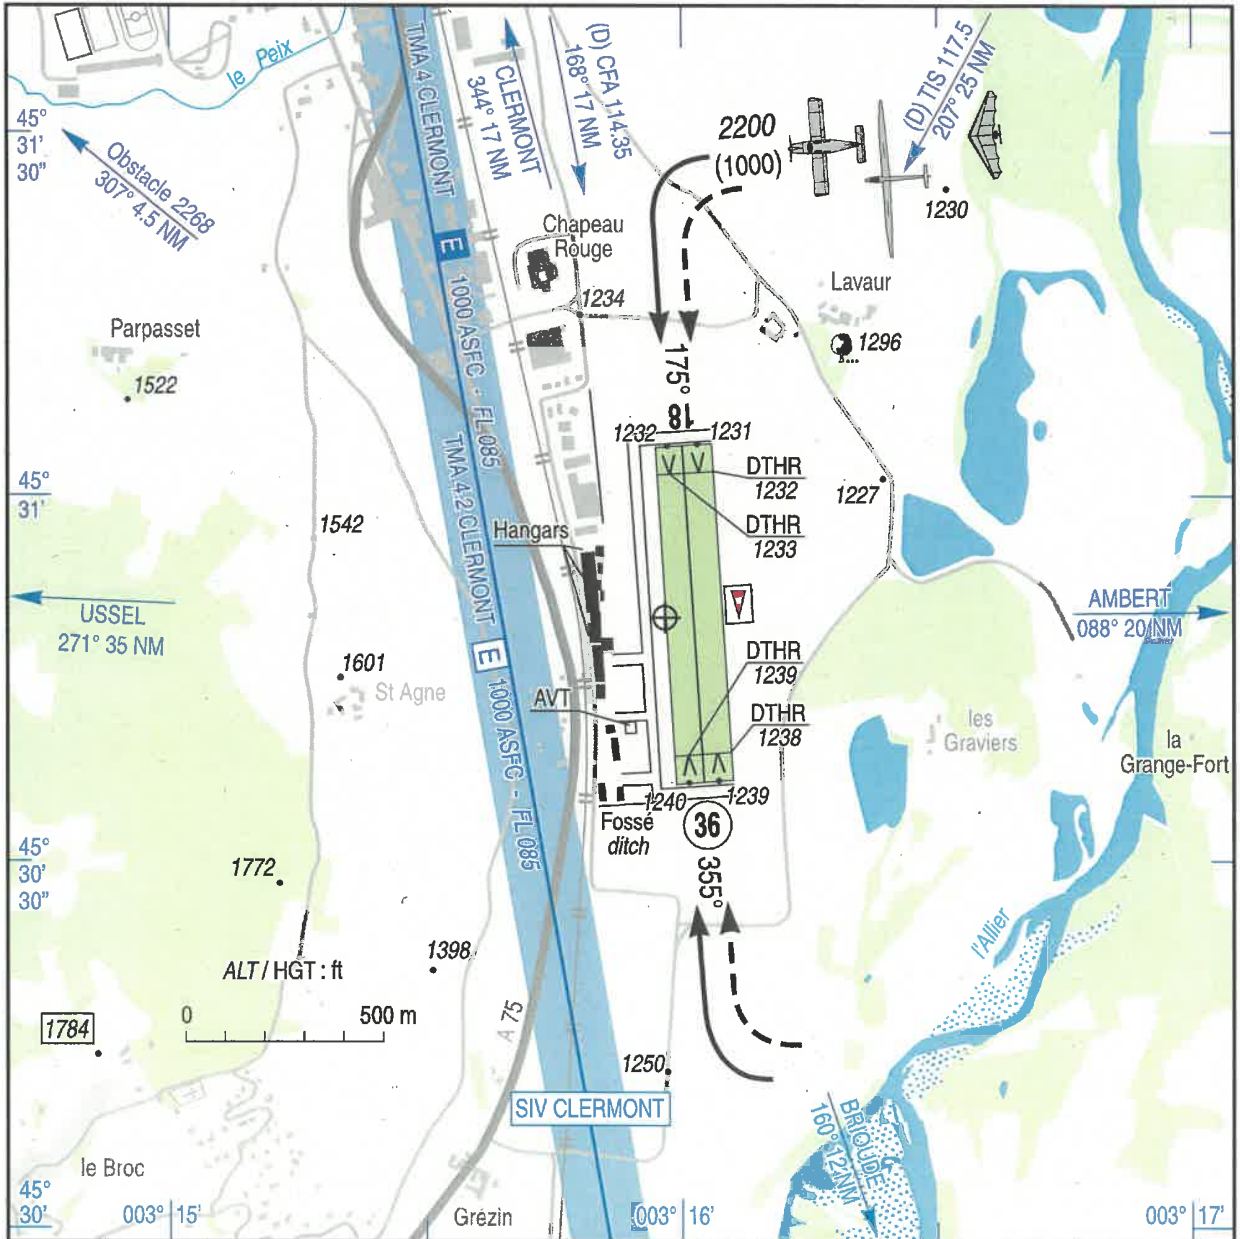 le Peix
TMA 4 CLERMONT
CLERMONT
344° 17 NM
(D) CFA 114.35
168° 17 NM
(D) TIS 117.5
207° 25 NM
45°
31'
30"
Obstacle 2268
307° 4.5 NM
2200
(1000)
1230
Chapeau
Rouge
E
1000 ASFC - FL 085
Lavaur
1234
Parpasset
1296
1522
175°
18
1232
1231
TMA 4.2 CLERMONT
DTHR
1232
45°
31'
1227
1542
Hangars
DTHR
1233
USSEL
271° 35 NM
AMBERT
088° 20 NM
E
1000 ASFC - FL 085
DTHR
1239
1601
St Agne
AVT
DTHR
1238
les
Graviers
la
Grange-Fort
1240
1239
Fossé
ditch
36
355°
45°
30'
30"
1772
l'Allier
1398
ALT / HGT : ft
0
500 m
A 75
1784
1250
SIV CLERMONT
BRIOUDE
160° 12 NM
le Broc
45°
30'
003° 15'
Grézin
003° 16'
003° 17'